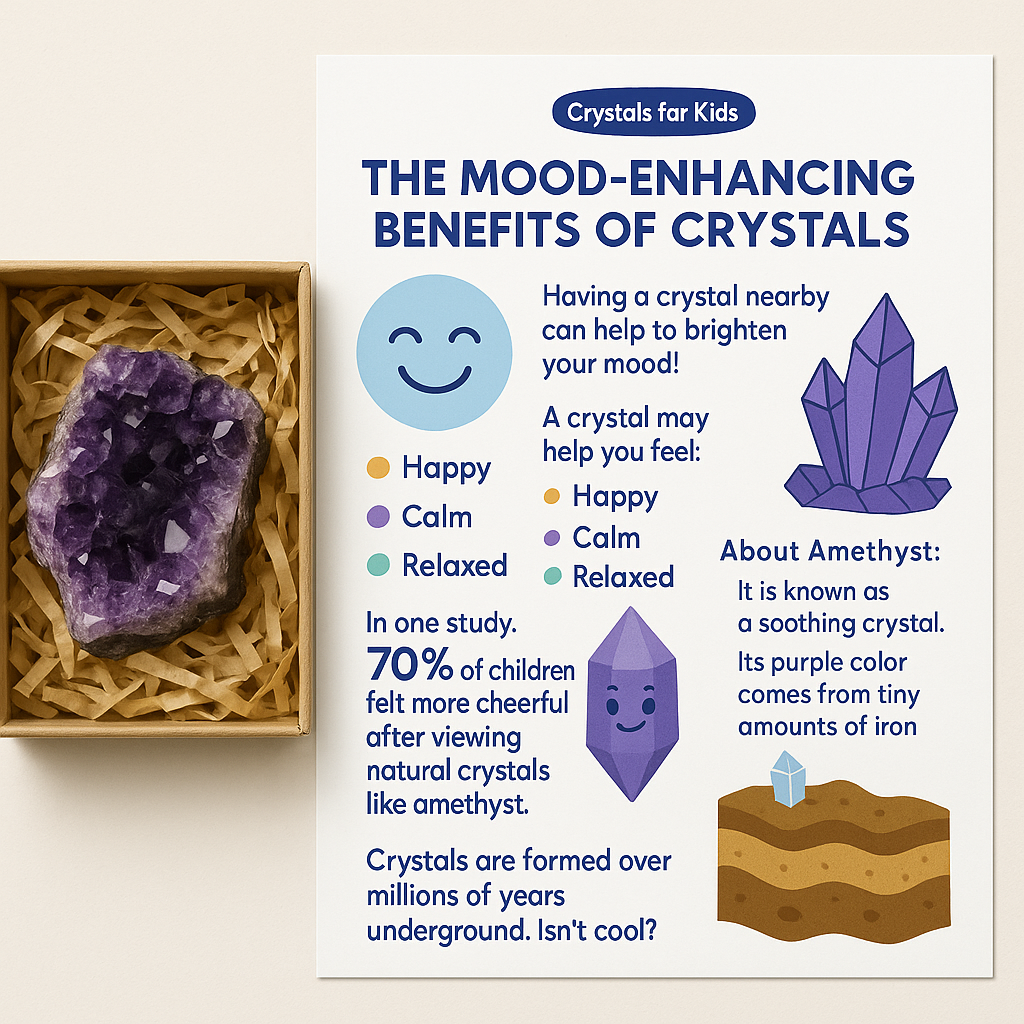 Crystals far Kids
THE MOOD-ENHANCING
BENEFITS OF CRYSTALS
Having a crystal nearby
can help to brighten
your mood!
A crystal may
help you feel:
Happy
Calm
Relaxed
Happy
Calm
Relaxed
In one study.
70% of children
felt more cheerful
after viewing
natural crystals
like amethyst.
About Amethyst:
It is known as
a soothing crystal.
Its purple color
comes from tiny
amounts of iron
Crystals are formed over
millions of years
underground. Isn't cool?